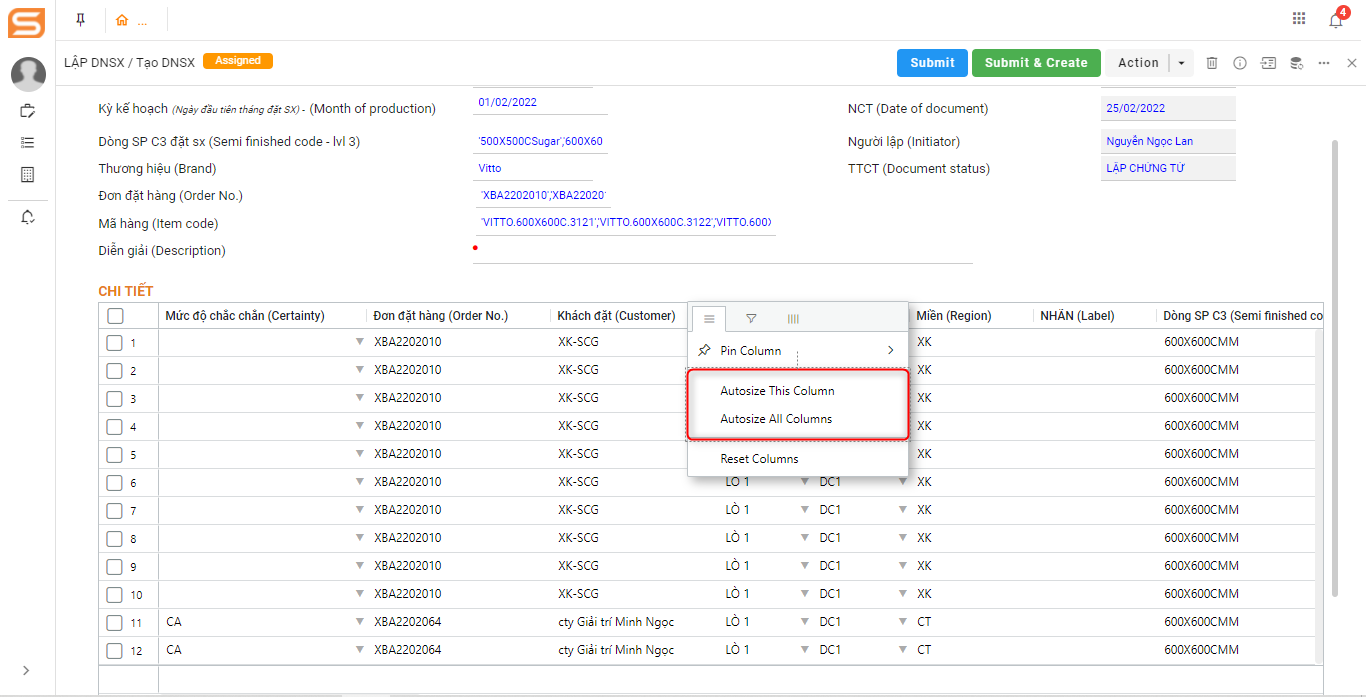 ...
4
LẬP DNSX / Tạo DNSX Assigned Submit Submit & Create Action
Kỳ kế hoạch (Ngày đầu tiên tháng đặt SX) - (Month of production) 01/02/2022 NCT (Date of document) 25/02/2022
Dòng SP C3 đặt sx (Semi finished code - lvl 3) '500X500CSugar','600X60 Người lập (Initiator) Nguyễn Ngọc Lan
Thương hiệu (Brand) Vitto TTCT (Document status) LẬP CHỨNG TỪ
Đơn đặt hàng (Order No.) 'XBA2202010','XBA22020'
Mã hàng (Item code) 'VITTO.600X600C.3121','VITTO.600X600C.3122','VITTO.600X
Diễn giải (Description)
CHI TIẾT
Mức độ chắc chắn (Certainty) Đơn đặt hàng (Order No.) Khách đặt (Customer) Miền (Region) NHÃN (Label) Dòng SP C3 (Semi finished co
1 XBA2202010 XK-SCG XK 600X600CMM
Pin Column
2 XBA2202010 XK-SCG XK 600X600CMM
3 XBA2202010 XK-SCG XK 600X600CMM
Autosize This Column
4 XBA2202010 XK-SCG XK 600X600CMM
Autosize All Columns
5 XBA2202010 XK-SCG XK 600X600CMM
Reset Columns
6 XBA2202010 XK-SCG LÒ 1 DC1 XK 600X600CMM
7 XBA2202010 XK-SCG LÒ 1 DC1 XK 600X600CMM
8 XBA2202010 XK-SCG LÒ 1 DC1 XK 600X600CMM
9 XBA2202010 XK-SCG LÒ 1 DC1 XK 600X600CMM
10 XBA2202010 XK-SCG LÒ 1 DC1 XK 600X600CMM
11 CA XBA2202064 cty Giải trí Minh Ngọc LÒ 1 DC1 CT 600X600CMM
12 CA XBA2202064 cty Giải trí Minh Ngọc LÒ 1 DC1 CT 600X600CMM